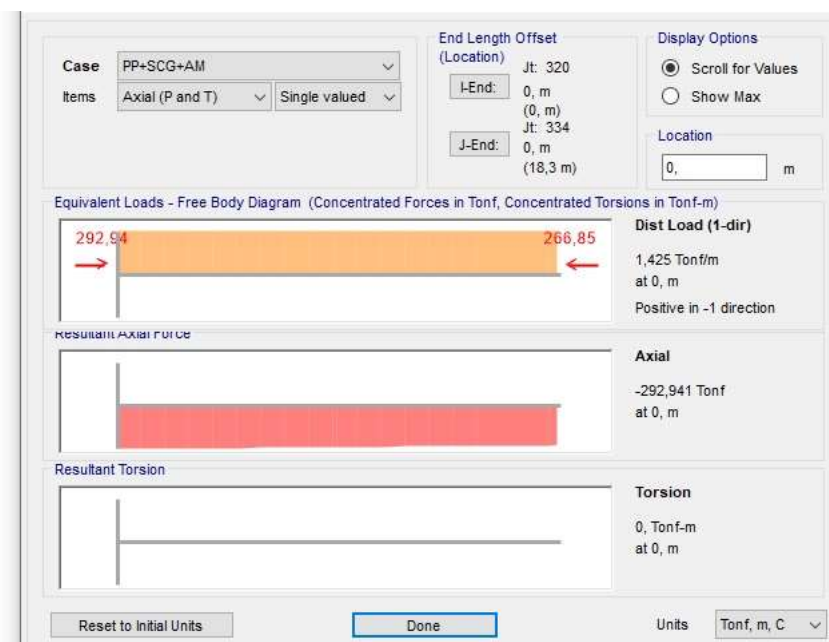 Case PP+SCG+AM
Items Axial (P and T) Single valued
End Length Offset
(Location)
Jt: 320
I-End: 0, m
(0, m)
Jt: 334
J-End: 0, m
(18,3 m)
Display Options
Scroll for Values
Show Max
Location
0, m
Equivalent Loads - Free Body Diagram (Concentrated Forces in Tonf, Concentrated Torsions in Tonf-m)
292,94
266,85
Dist Load (1-dir)
1,425 Tonf/m
at 0, m
Positive in -1 direction
Resultant Axial Force
Axial
-292,941 Tonf
at 0, m
Resultant Torsion
Torsion
0, Tonf-m
at 0, m
Reset to Initial Units
Done
Units Tonf, m, C